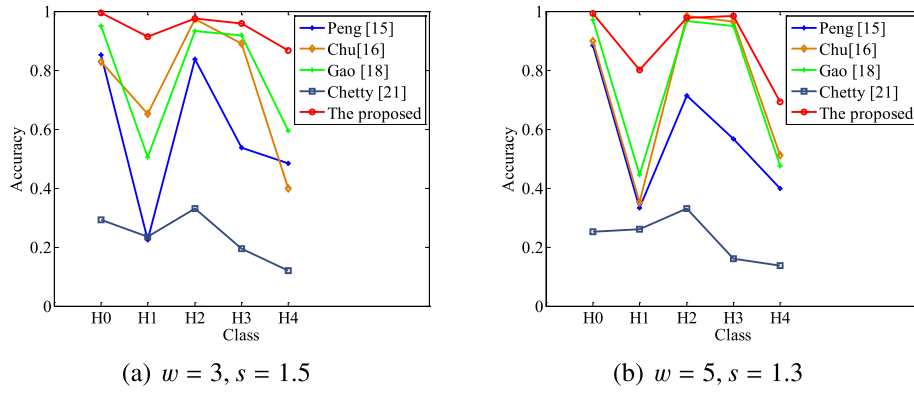 1
0.8
0.6
0.4
0.2
0
Accuracy
H0 H1 H2 H3 H4
Class
Peng [15]
Chu[16]
Gao [18]
Chetty [21]
The proposed
(a) w = 3, s = 1.5
1
0.8
0.6
0.4
0.2
0
Accuracy
H0 H1 H2 H3 H4
Class
Peng [15]
Chu[16]
Gao [18]
Chetty [21]
The proposed
(b) w = 5, s = 1.3